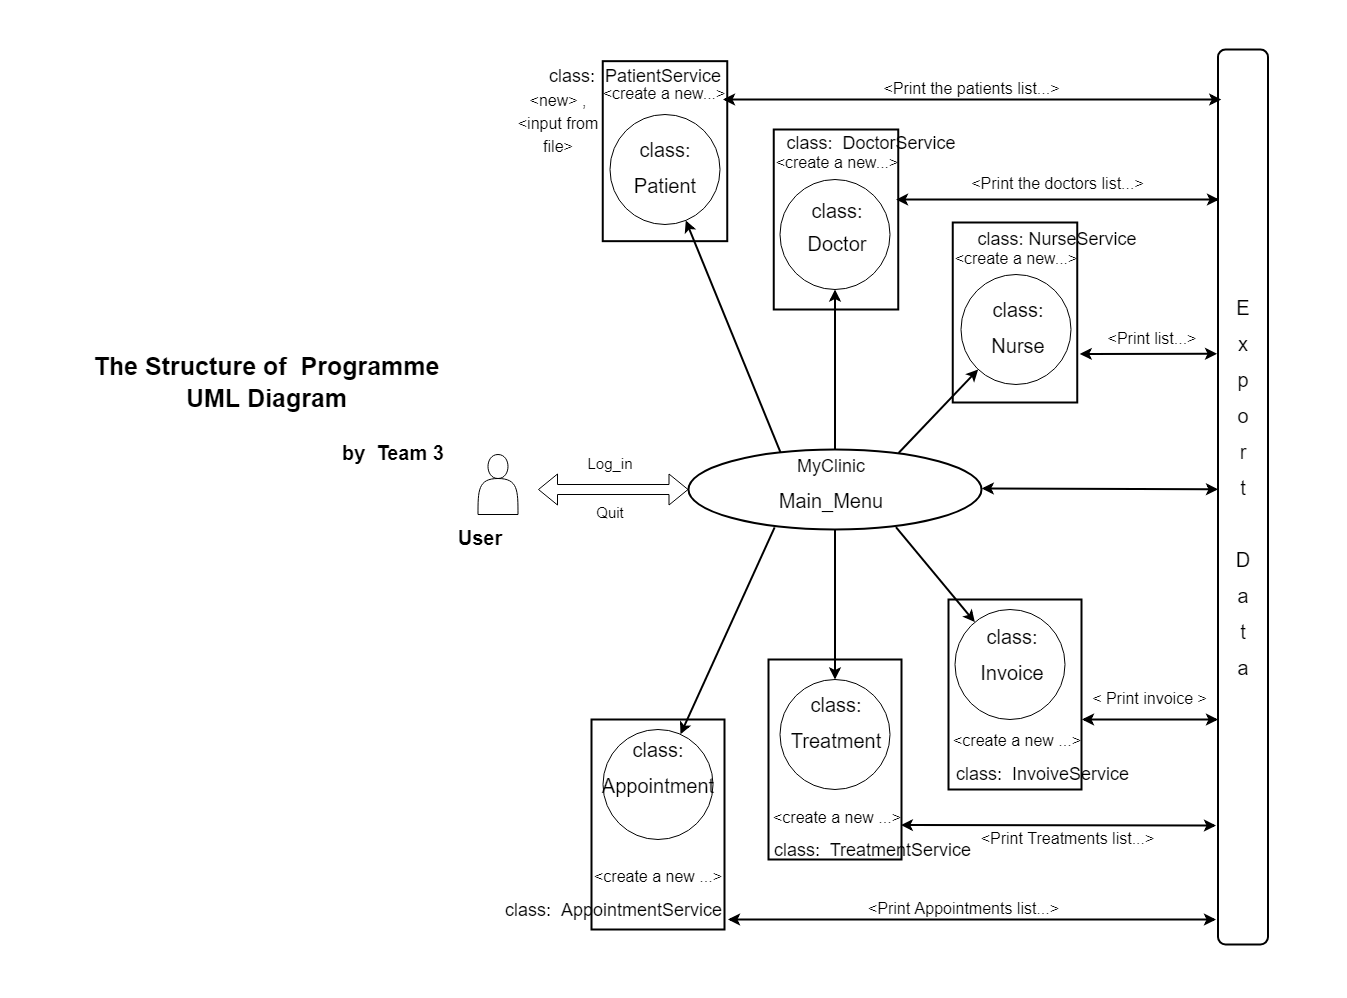 The Structure of  Programme
UML Diagram
by  Team 3
User
Log_in
Quit
MyClinic
Main_Menu
class:  PatientService
<new> ,
<input from
file>
<create a new...>
class:
Patient
<Print the patients list...>
class:  DoctorService
<create a new...>
class:
Doctor
<Print the doctors list...>
class: NurseService
<create a new...>
class:
Nurse
<Print list...>
class:
Invoice
<create a new ...>
class:  InvoiveService
< Print invoice >
class:
Treatment
<create a new ...>
class:  TreatmentService
<Print Treatments list...>
class:
Appointment
<create a new ...>
class:  AppointmentService
<Print Appointments list...>
E
x
p
o
r
t
D
a
t
a